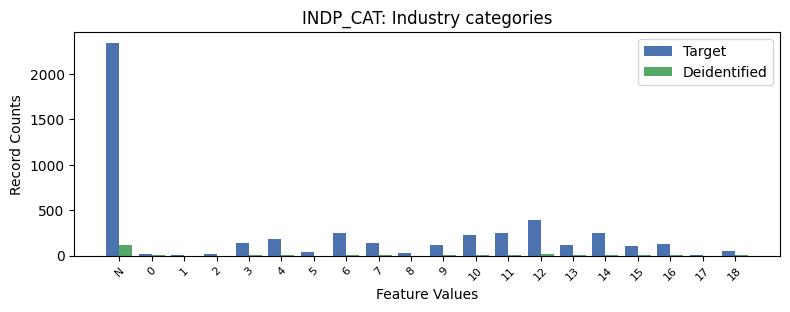 INDP_CAT: Industry categories
Target
Deidentified
Record Counts
2000
1500
1000
500
0
N 0 1 2 3 4 5 6 7 8 9 10 11 12 13 14 15 16 17 18
Feature Values